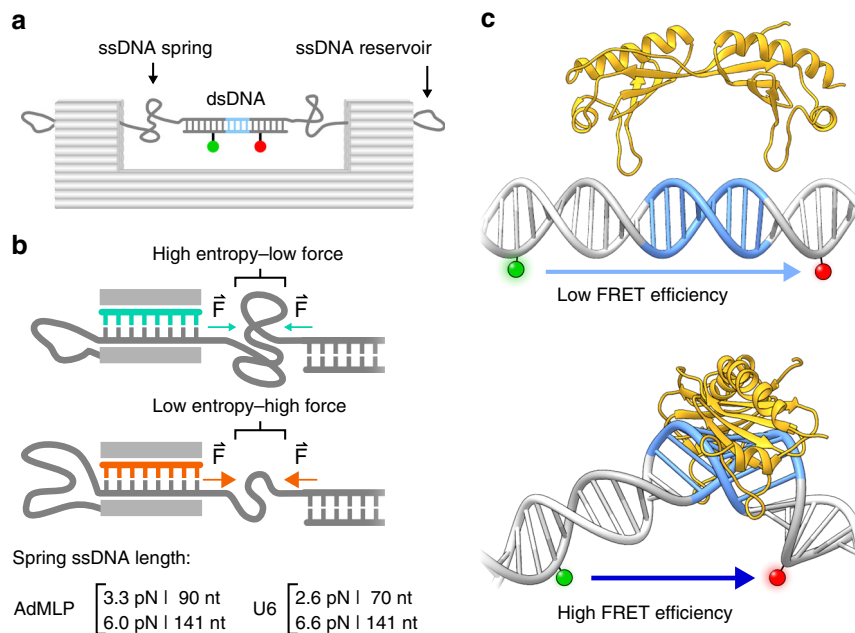 a
ssDNA spring
ssDNA reservoir
dsDNA
b
High entropy–low force
F⃗
F⃗
Low entropy–high force
F⃗
F⃗
Spring ssDNA length:
AdMLP
3.3 pN | 90 nt
6.0 pN | 141 nt
U6
2.6 pN | 70 nt
6.6 pN | 141 nt
c
Low FRET efficiency
High FRET efficiency